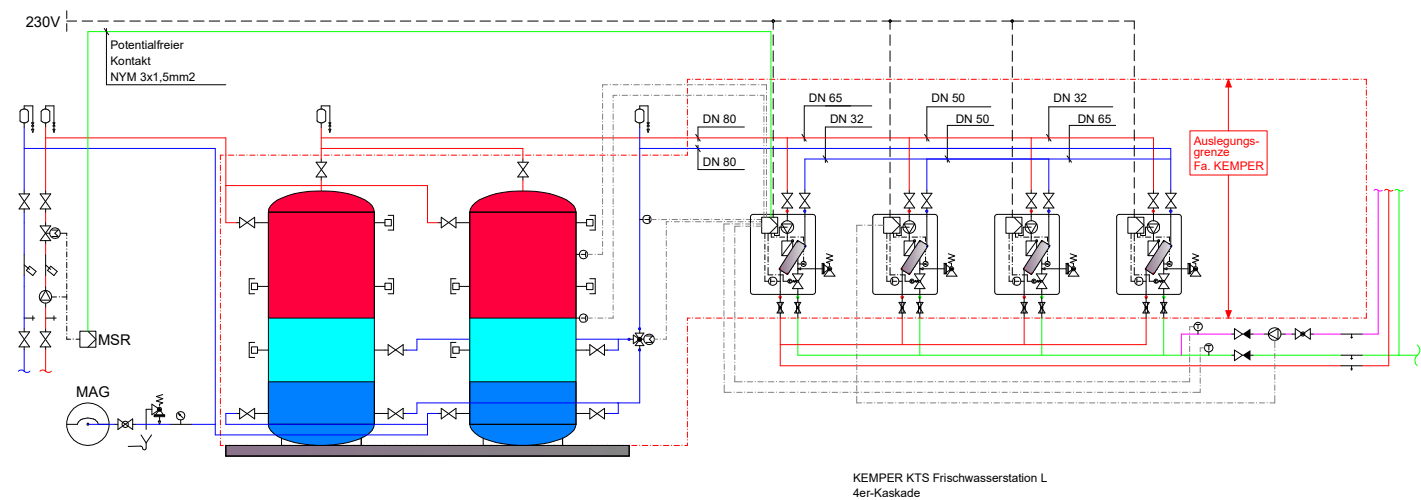 230V
Potentialfreier
Kontakt
NYM 3x1,5mm2
DN 65
DN 50
DN 32
DN 80
DN 32
DN 50
DN 65
DN 80
Auslegungs-
grenze
Fa. KEMPER
MSR
MAG
KEMPER KTS Frischwasserstation L
4er-Kaskade